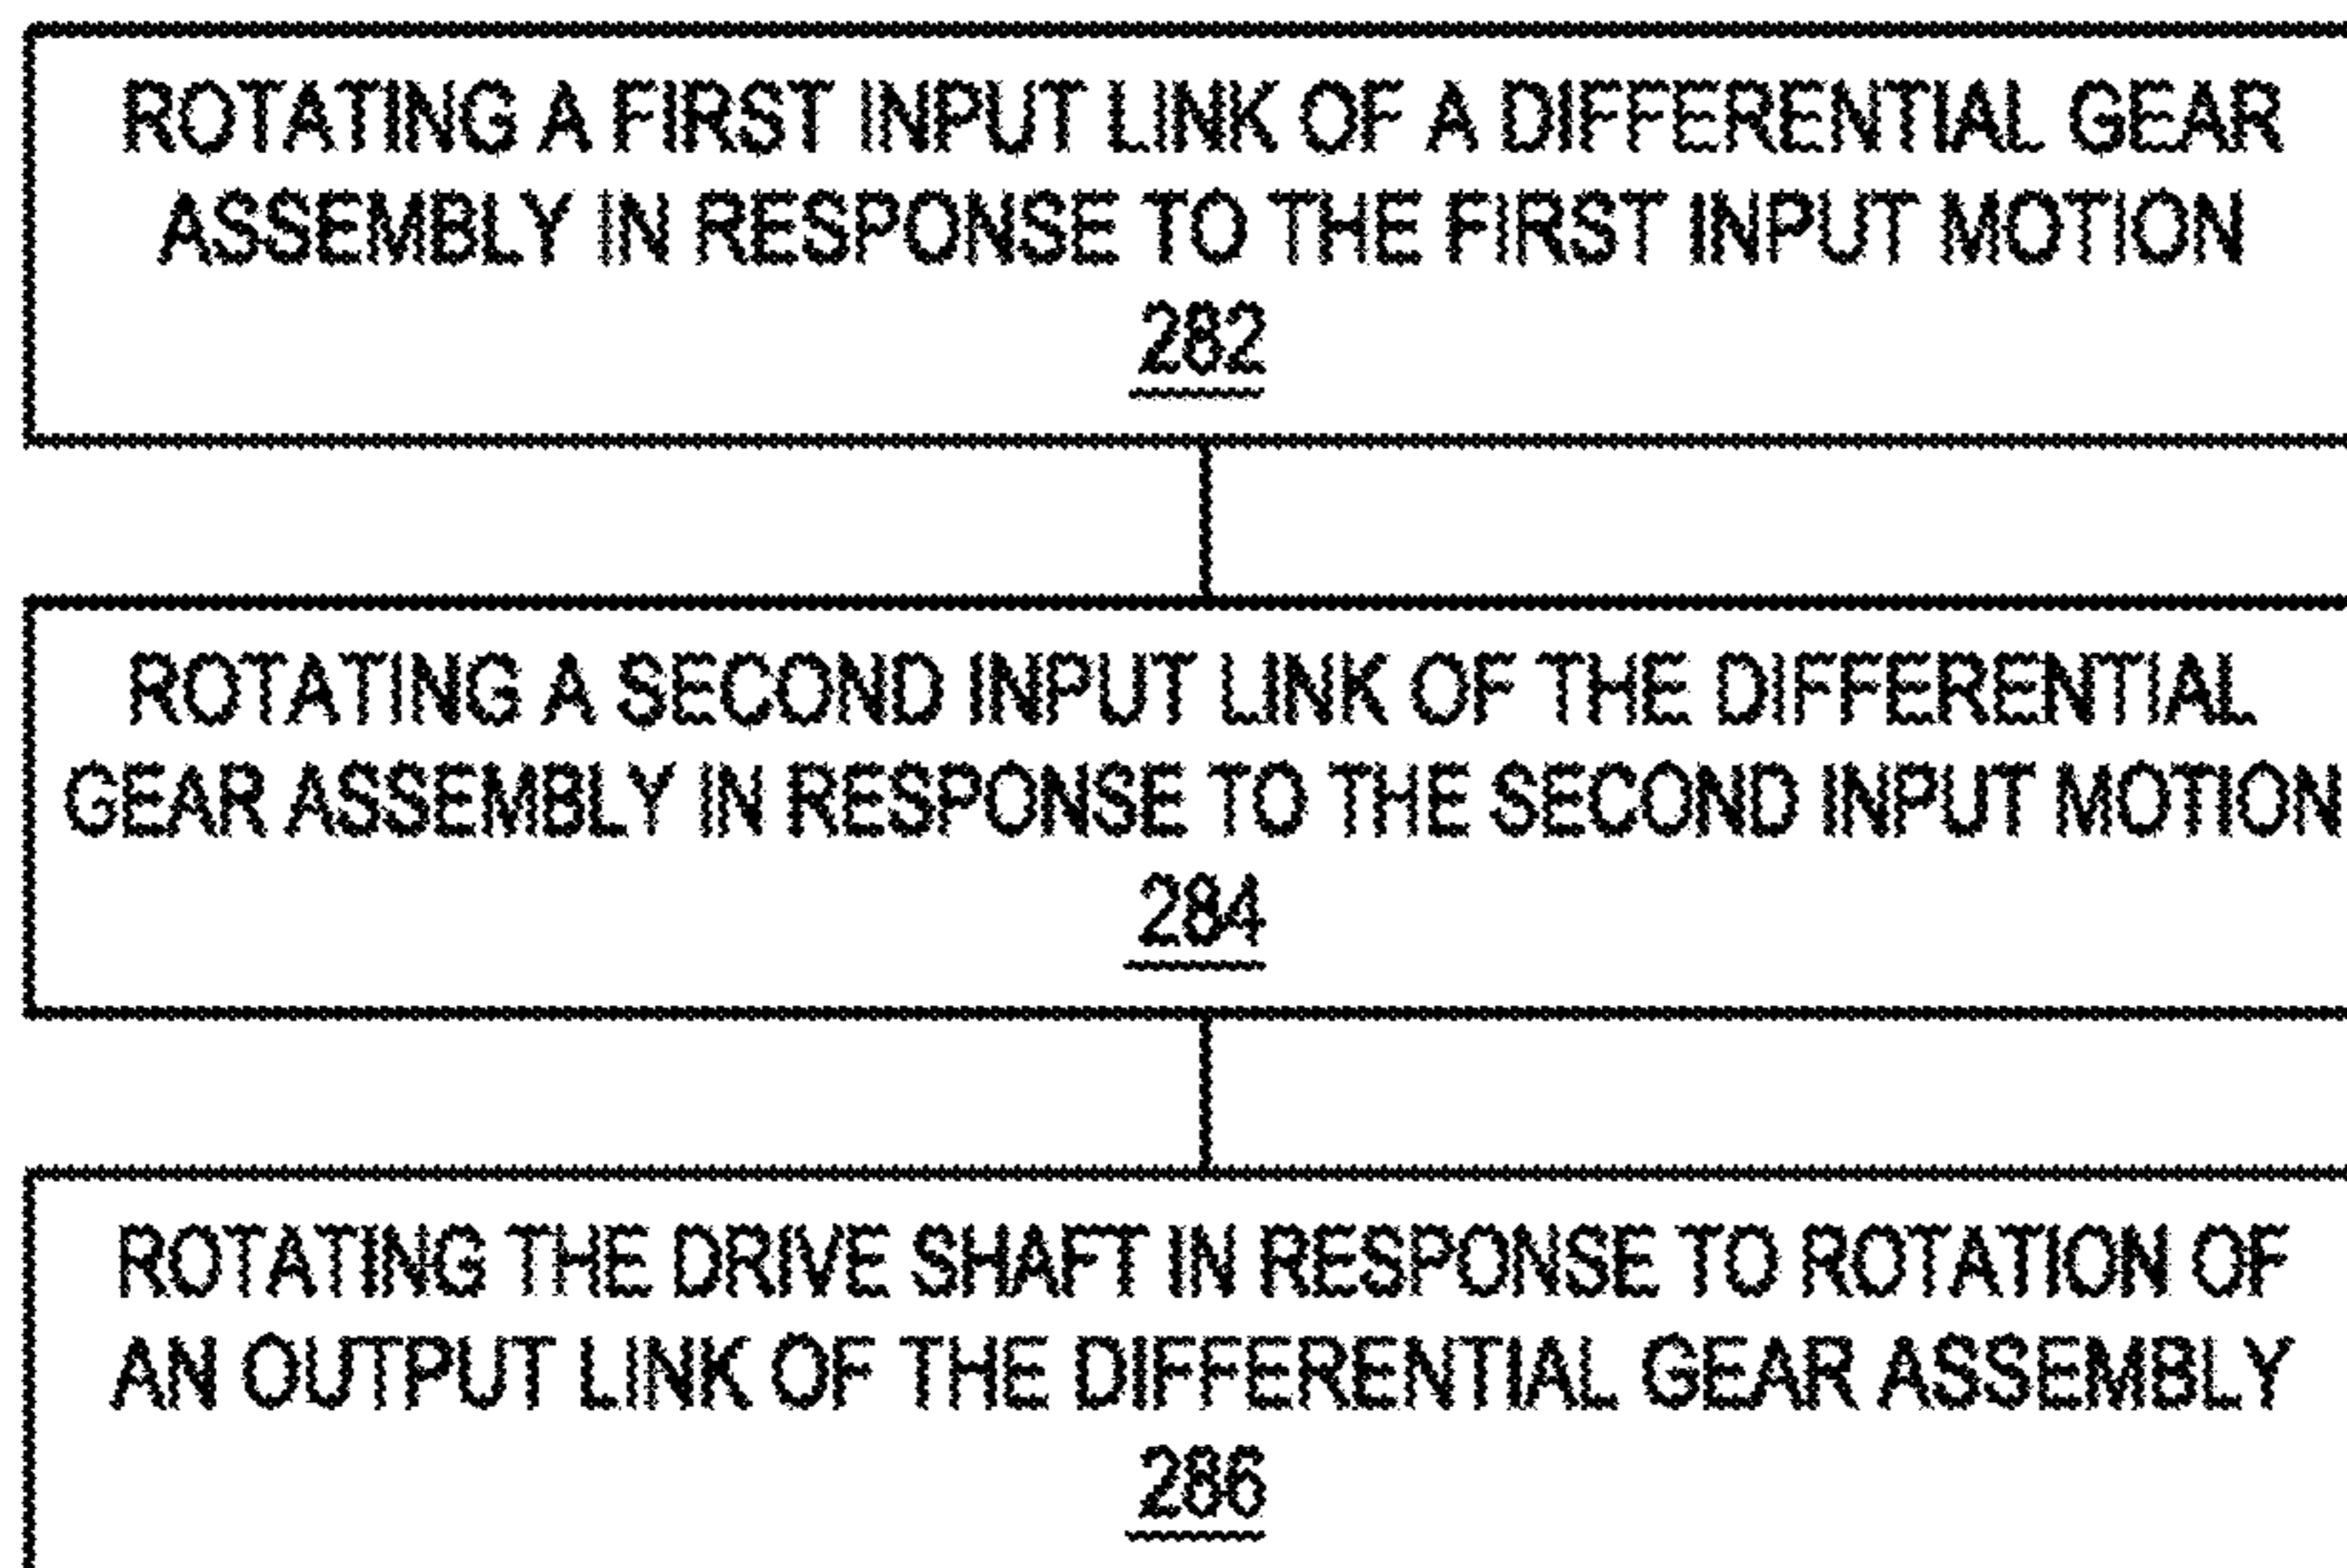 ROTATING A FIRST INPUT LINK OF A DIFFERENTIAL GEAR
ASSEMBLY IN RESPONSE TO THE FIRST INPUT MOTION
282
ROTATING A SECOND INPUT LINK OF THE DIFFERENTIAL
GEAR ASSEMBLY IN RESPONSE TO THE SECOND INPUT MOTION
284
ROTATING THE DRIVE SHAFT IN RESPONSE TO ROTATION OF
AN OUTPUT LINK OF THE DIFFERENTIAL GEAR ASSEMBLY
286